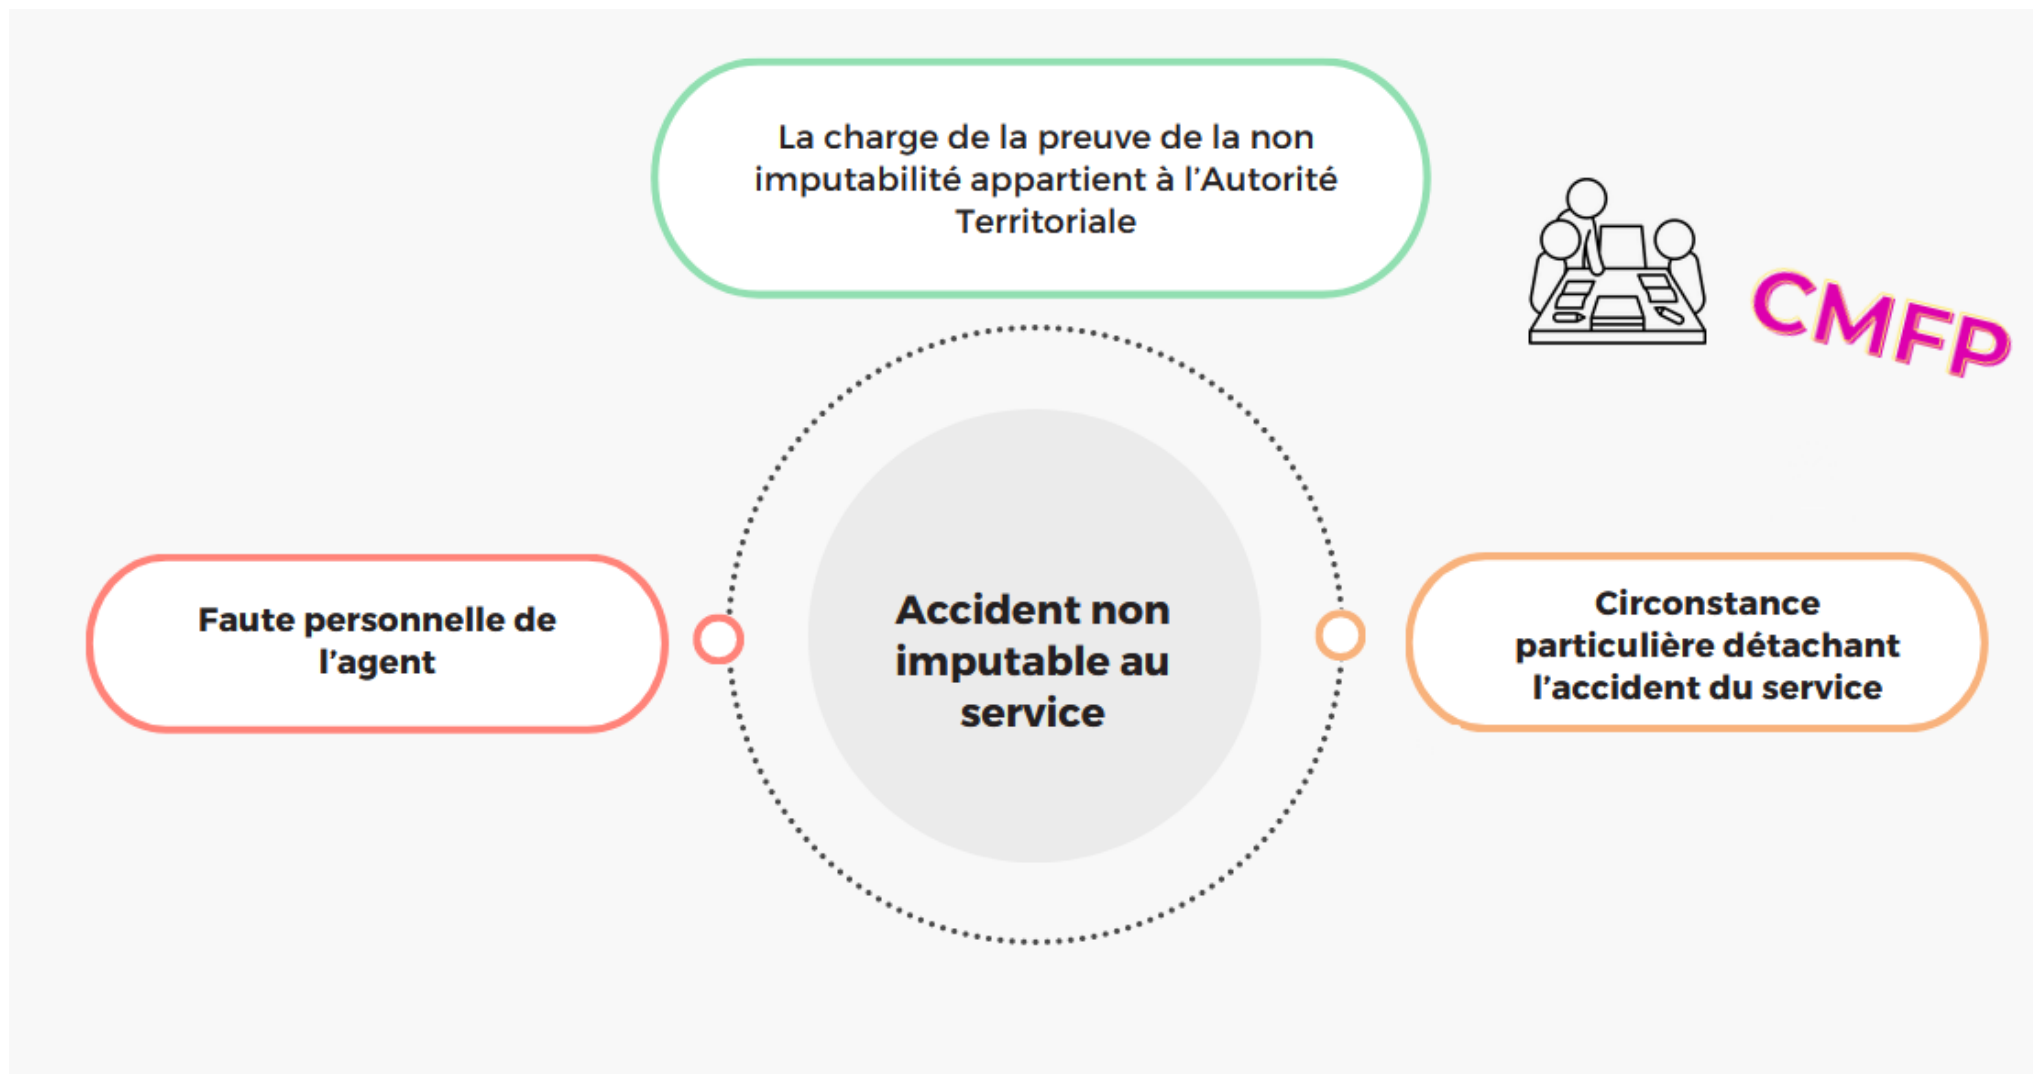 La charge de la preuve de la non
imputabilité appartient à l'Autorité
Territoriale
CMFP
Faute personnelle de
l'agent
Accident non
imputable au
service
Circonstance
particulière détachant
l'accident du service